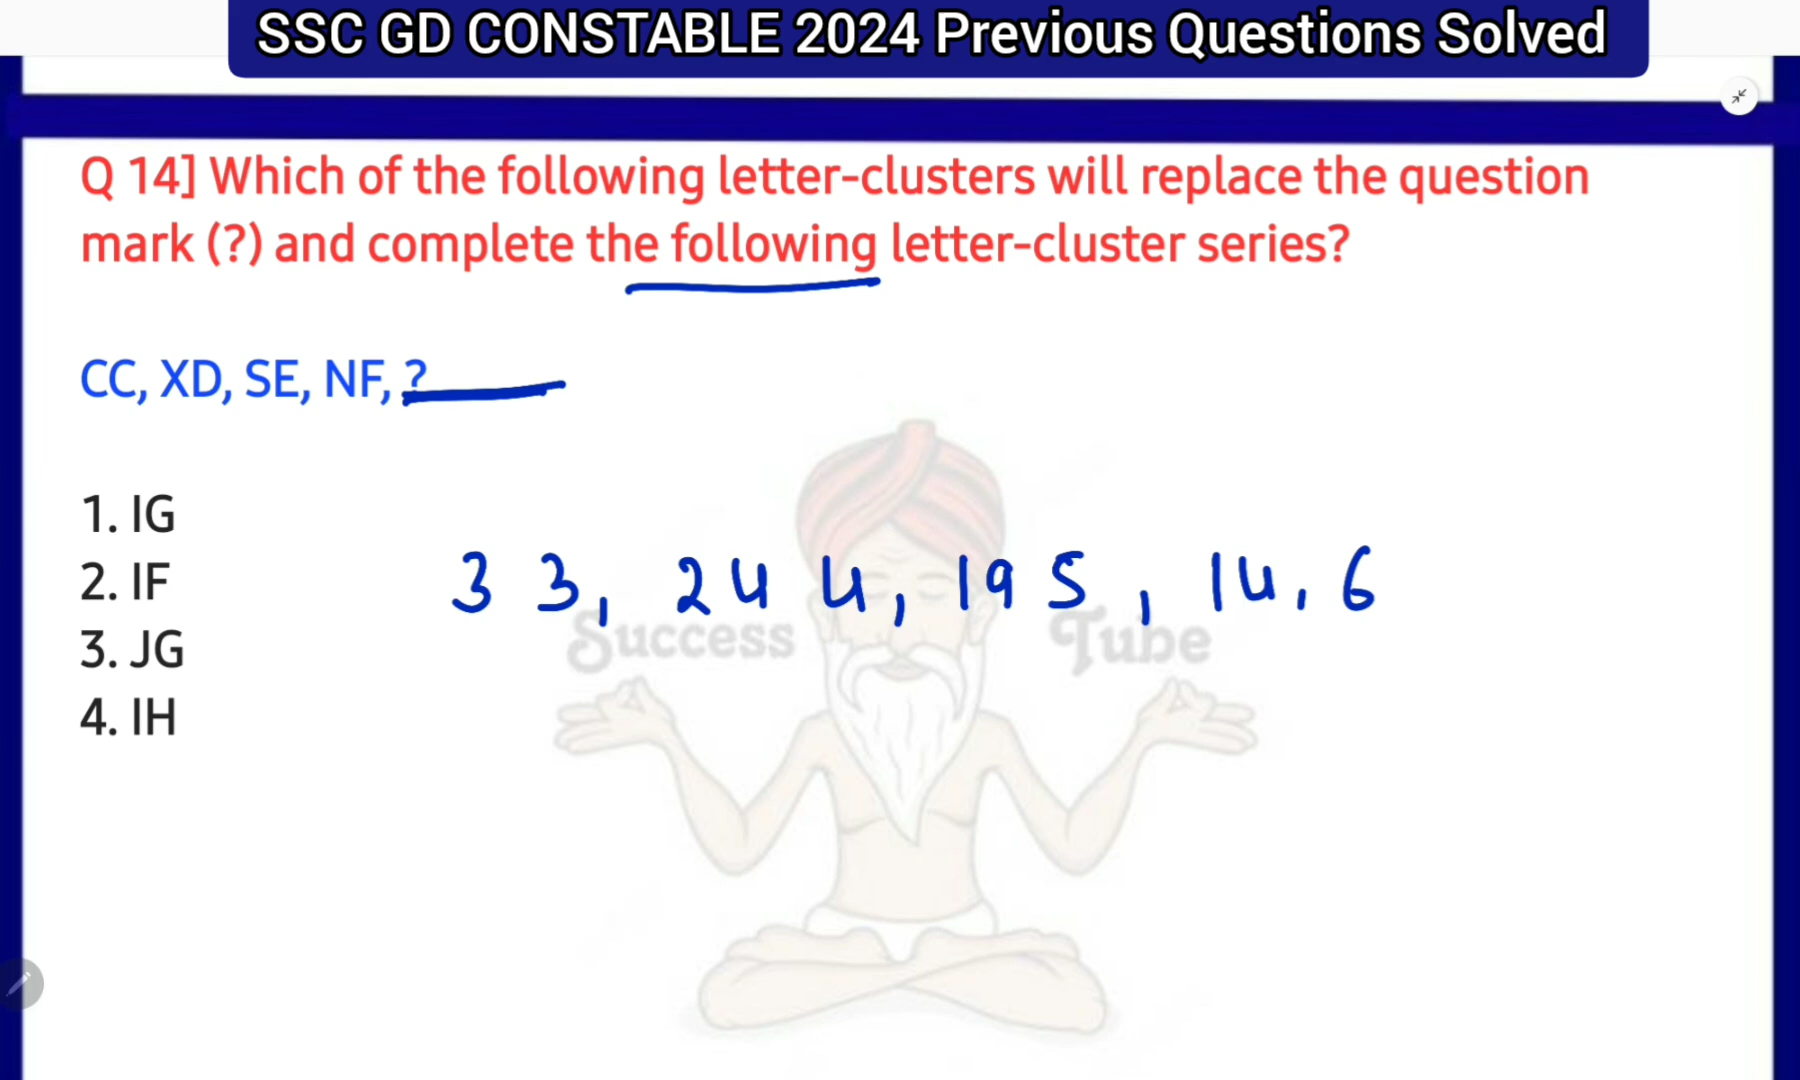 SSC GD CONSTABLE 2024 Previous Questions Solved
Q 14] Which of the following letter-clusters will replace the question
mark (?) and complete the following letter-cluster series?
CC, XD, SE, NF, ?
1. IG
2. IF
3. JG
4. IH
3 3, 24 4, 19 5, 14, 6
Success Tube